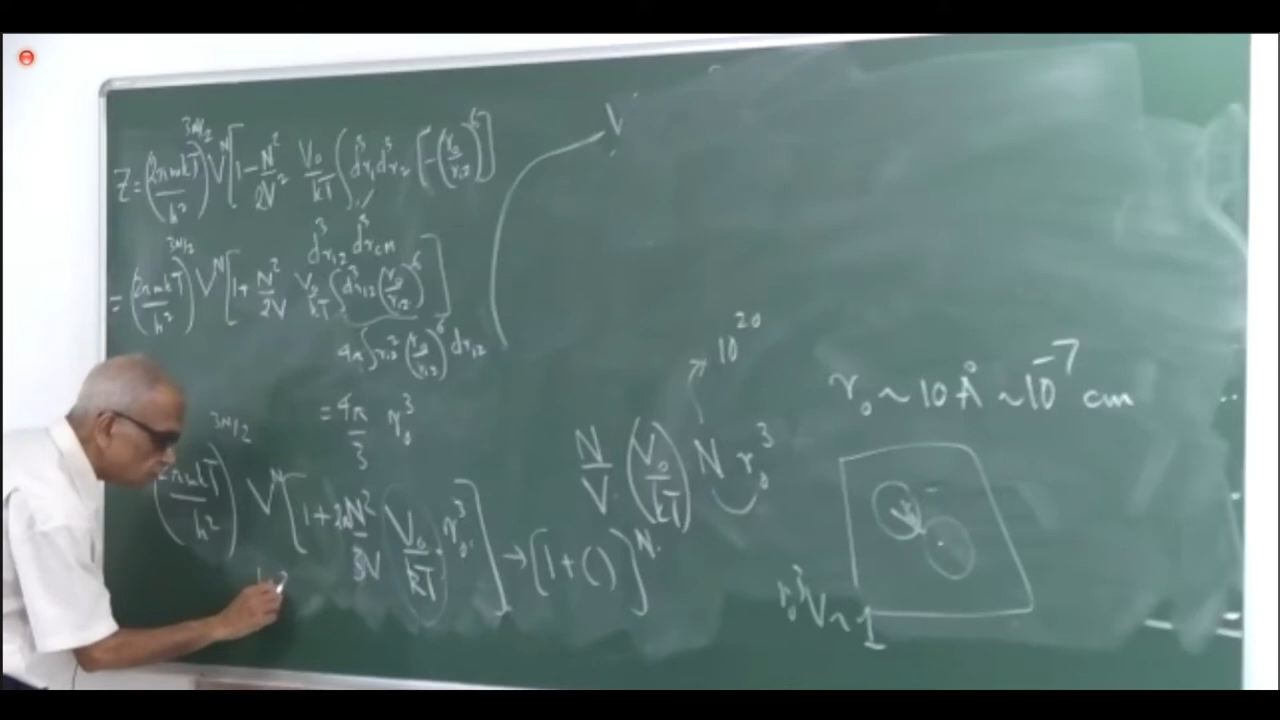 Z = (2πmkT/h²)^3N/2 V^N [1 - N²/2V² V₀/kT ∫ d³r₁ d³r₂ [-(r₀/r₁₂)⁶]]
d³r₁₂ d³r_cm
= (2πmkT/h²)^3N/2 V^N [1 + N²/2V V₀/kT ∫ d³r₁₂ (r₀/r₁₂)⁶]
4π ∫ r₁₂² (r₀/r₁₂)⁶ dr₁₂
= 4π/3 r₀³
(2πmkT/h²)^3N/2 V^N [1 + 2πN²/3V V₀/kT · r₀³] → [1 + ()]^N
V
N/V (V₀/kT) N r₀³
10²⁰
r₀ ~ 10 Å ~ 10⁻⁷ cm
r₀³N ~ 1